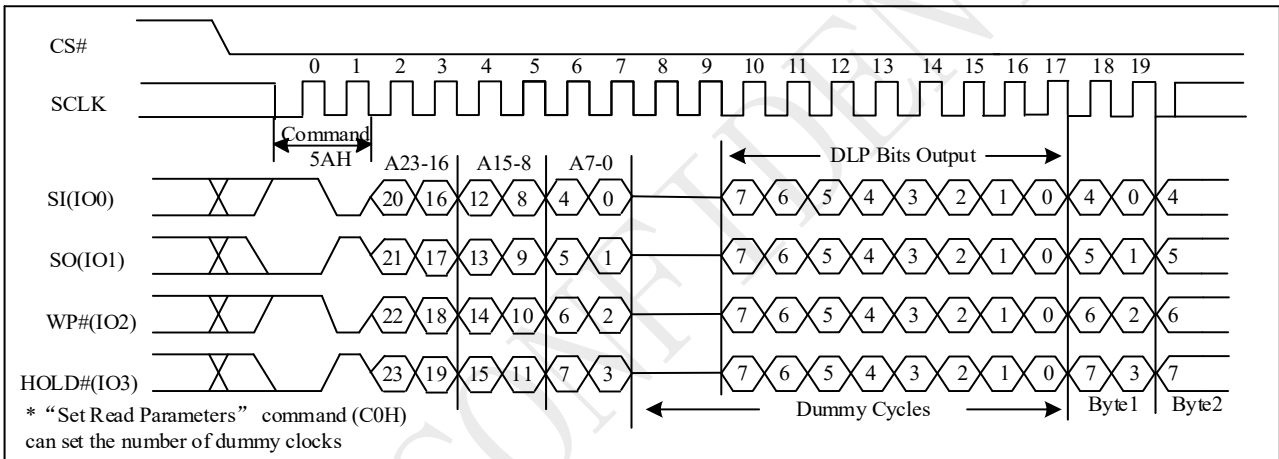 CS#
0 1 2 3 4 5 6 7 8 9 10 11 12 13 14 15 16 17 18 19
SCLK
Command
5AH
A23-16 A15-8 A7-0
DLP Bits Output
SI(IO0) 20 16 12 8 4 0 7 6 5 4 3 2 1 0 4 0 4
SO(IO1) 21 17 13 9 5 1 7 6 5 4 3 2 1 0 5 1 5
WP#(IO2) 22 18 14 10 6 2 7 6 5 4 3 2 1 0 6 2 6
HOLD#(IO3) 23 19 15 11 7 3 7 6 5 4 3 2 1 0 7 3 7
Dummy Cycles Byte1 Byte2
* “Set Read Parameters” command (C0H)
can set the number of dummy clocks
CONFIDEN